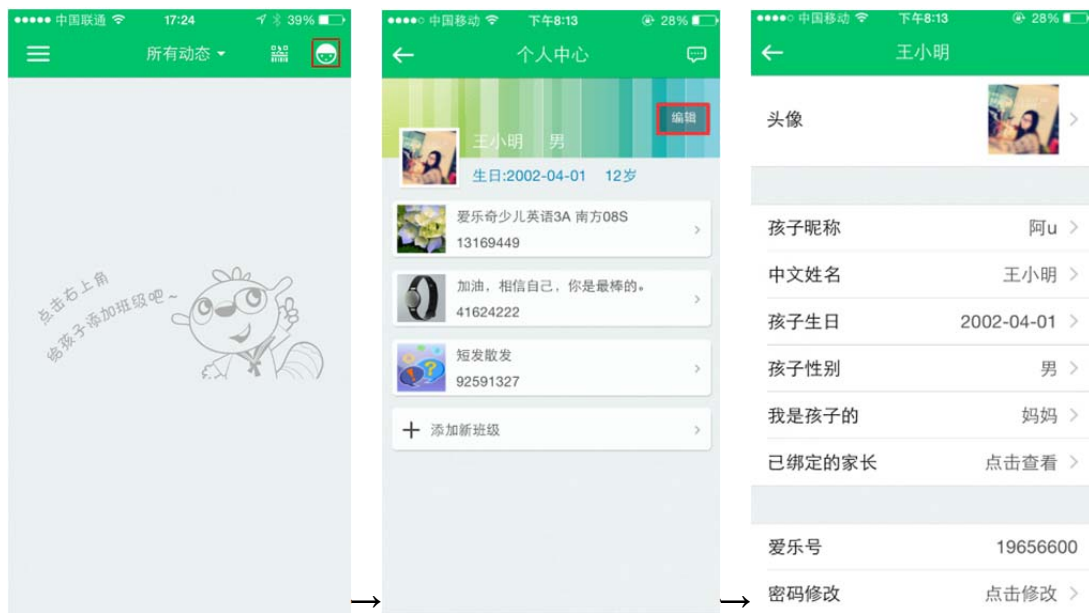 中国联通 17:24 39%
所有动态
点击右上角
给孩子添加班级吧~
→
中国移动 下午8:13 28%
个人中心
编辑
王小明 男
生日:2002-04-01 12岁
爱乐奇少儿英语3A 南方08S
13169449
加油，相信自己，你是最棒的。
41624222
短发散发
92591327
添加新班级
→
中国移动 下午8:13 28%
王小明
头像
孩子昵称 阿u
中文姓名 王小明
孩子生日 2002-04-01
孩子性别 男
我是孩子的 妈妈
已绑定的家长 点击查看
爱乐号 19656600
密码修改 点击修改